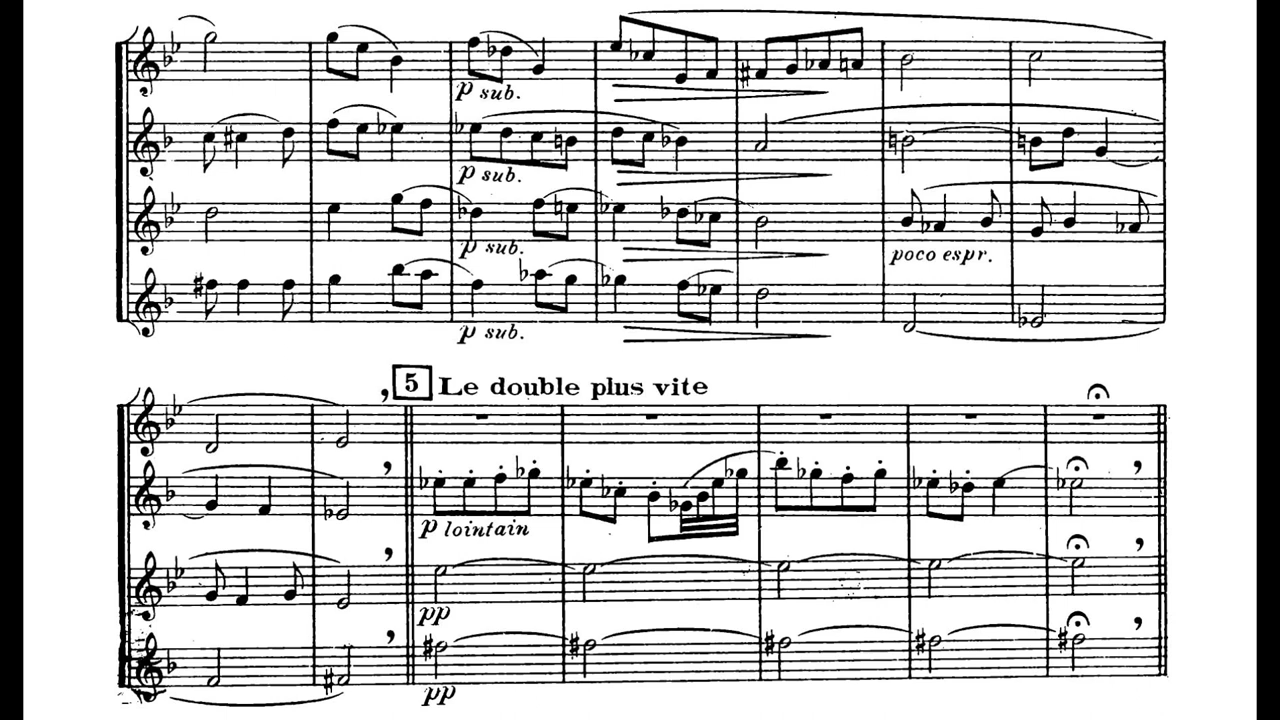 p sub.
p sub.
p sub.
poco espr.
p sub.
5 Le double plus vite
p lointain
pp
pp